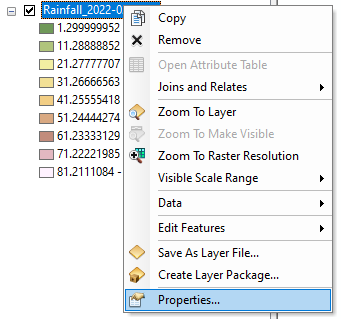 Rainfall_2022-0
1.299999952
11.28888852
21.27777707
31.26666563
41.25555418
51.24444274
61.23333129
71.22221985
81.2111084 -
Copy
Remove
Open Attribute Table
Joins and Relates
Zoom To Layer
Zoom To Make Visible
Zoom To Raster Resolution
Visible Scale Range
Data
Edit Features
Save As Layer File...
Create Layer Package...
Properties...